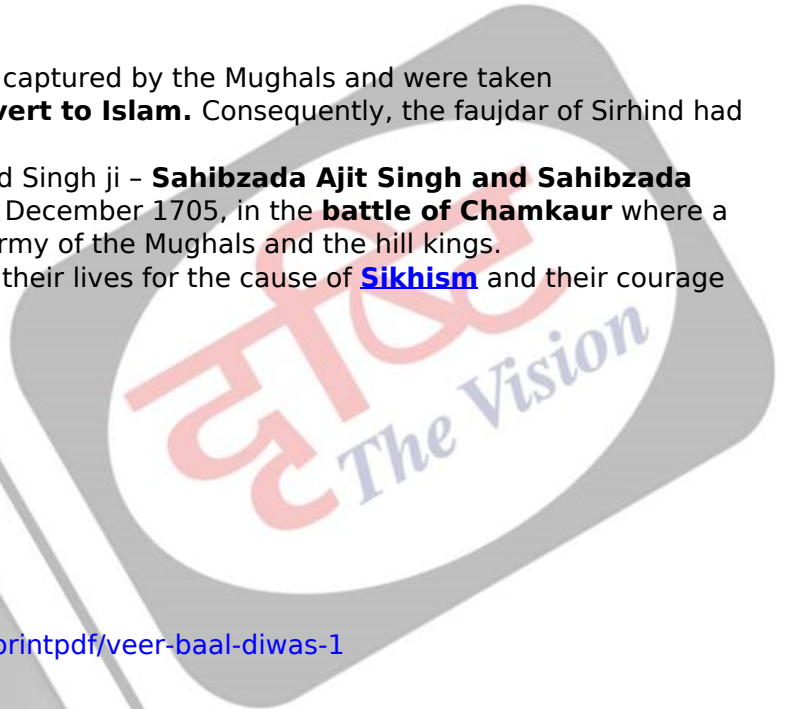 captured by the Mughals and were taken
vert to Islam. Consequently, the faujdar of Sirhind had
d Singh ji – Sahibzada Ajit Singh and Sahibzada
December 1705, in the battle of Chamkaur where a
rmy of the Mughals and the hill kings.
their lives for the cause of Sikhism and their courage
दृष्टि
The Vision
printpdf/veer-baal-diwas-1